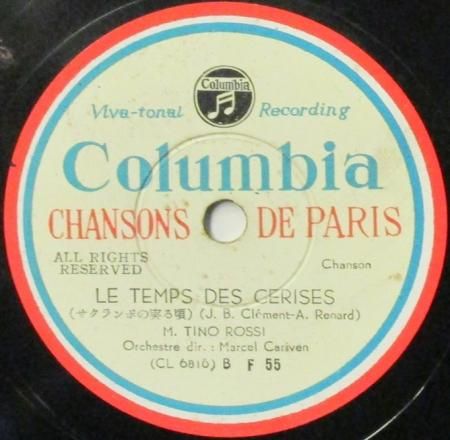 Columbia
Viva-tonal Recording
Columbia
CHANSONS DE PARIS
ALL RIGHTS
RESERVED
Chanson
LE TEMPS DES CERISES
(サクランボの実る頃) (J. B. Clément-A. Renard)
M. TINO ROSSI
Orchestre dir.: Marcel Cariven
(CL 6816) B F 55